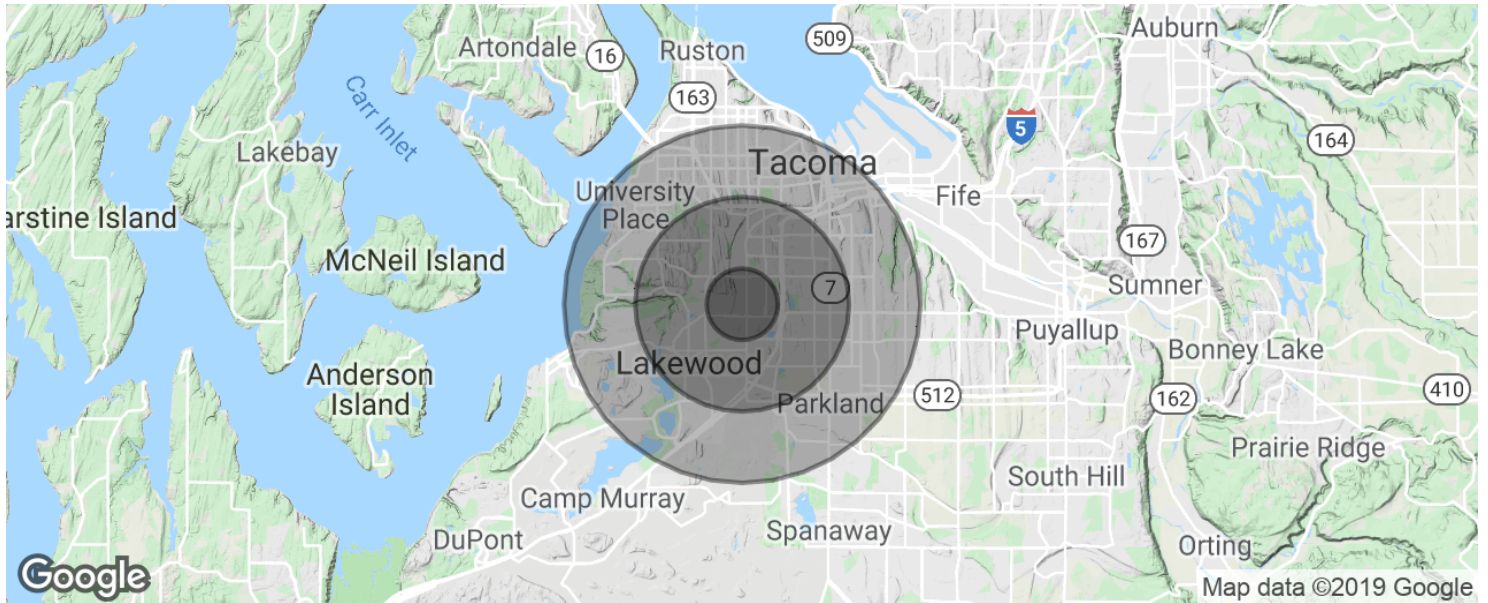 Auburn
509
Artondale
Ruston
16
163
Carr Inlet
5
164
Lakebay
Tacoma
University
Place
Fife
arstine Island
167
McNeil Island
7
Sumner
Puyallup
Bonney Lake
Lakewood
Anderson
Island
512
410
162
Parkland
Prairie Ridge
South Hill
Camp Murray
Spanaway
DuPont
Orting
Google
Map data ©2019 Google